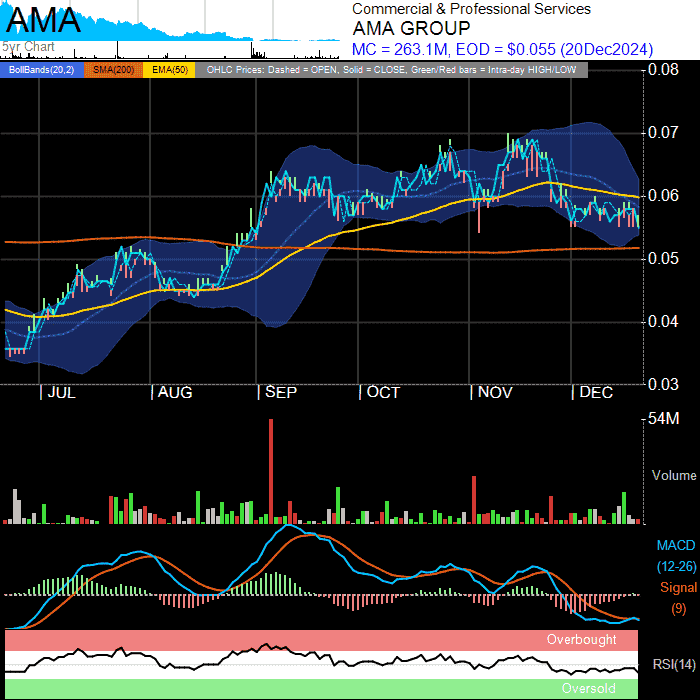 AMA
5yr Chart
Commercial & Professional Services
AMA GROUP
MC = 263.1M, EOD = $0.055 (20Dec2024)
BollBands(20,2) SMA(200) EMA(50) OHLC Prices: Dashed = OPEN, Solid = CLOSE, Green/Red bars = Intra-day HIGH/LOW
0.08
0.07
0.06
0.05
0.04
0.03
JUL AUG SEP OCT NOV DEC
54M
Volume
MACD
(12-26)
Signal
(9)
Overbought
RSI(14)
Oversold